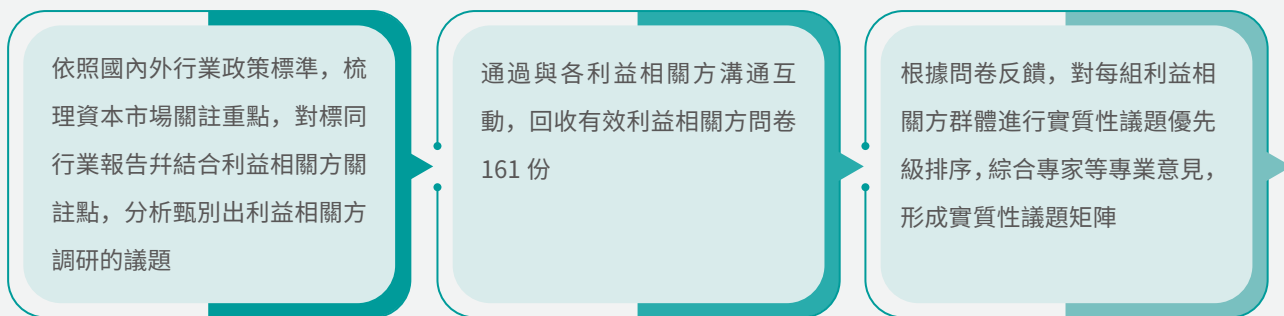 依照國內外行業政策標準，梳
理資本市場關註重點，對標同
行業報告幷結合利益相關方關
註點，分析甄別出利益相關方
調研的議題
通過與各利益相關方溝通互
動，回收有效利益相關方問卷
161 份
根據問卷反饋，對每組利益相
關方群體進行實質性議題優先
級排序，綜合專家等專業意見，
形成實質性議題矩陣